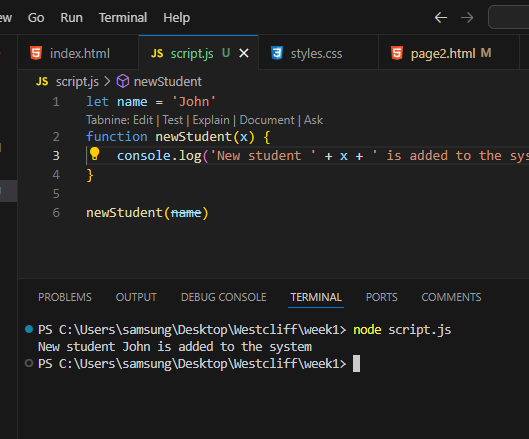 ew Go Run Terminal Help
index.html JS script.js U styles.css page2.html M
JS script.js > newStudent
1 let name = 'John'
Tabnine: Edit | Test | Explain | Document | Ask
2 function newStudent(x) {
3 console.log('New student ' + x + ' is added to the sys
4 }
5
6 newStudent(name)
PROBLEMS OUTPUT DEBUG CONSOLE TERMINAL PORTS COMMENTS
PS C:\Users\samsung\Desktop\Westcliff\week1> node script.js
New student John is added to the system
PS C:\Users\samsung\Desktop\Westcliff\week1>